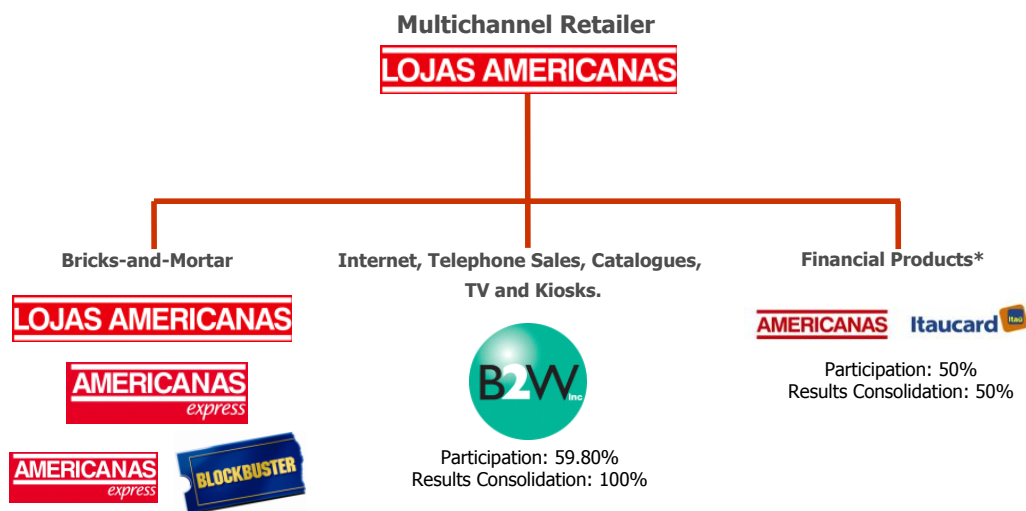 Multichannel Retailer
LOJAS AMERICANAS
Bricks-and-Mortar
LOJAS AMERICANAS
AMERICANAS
express
AMERICANAS
express
BLOCKBUSTER
Internet, Telephone Sales, Catalogues,
TV and Kiosks.
B2W
Inc
Participation: 59.80%
Results Consolidation: 100%
Financial Products*
AMERICANAS
Itaucard
Itaú
Participation: 50%
Results Consolidation: 50%